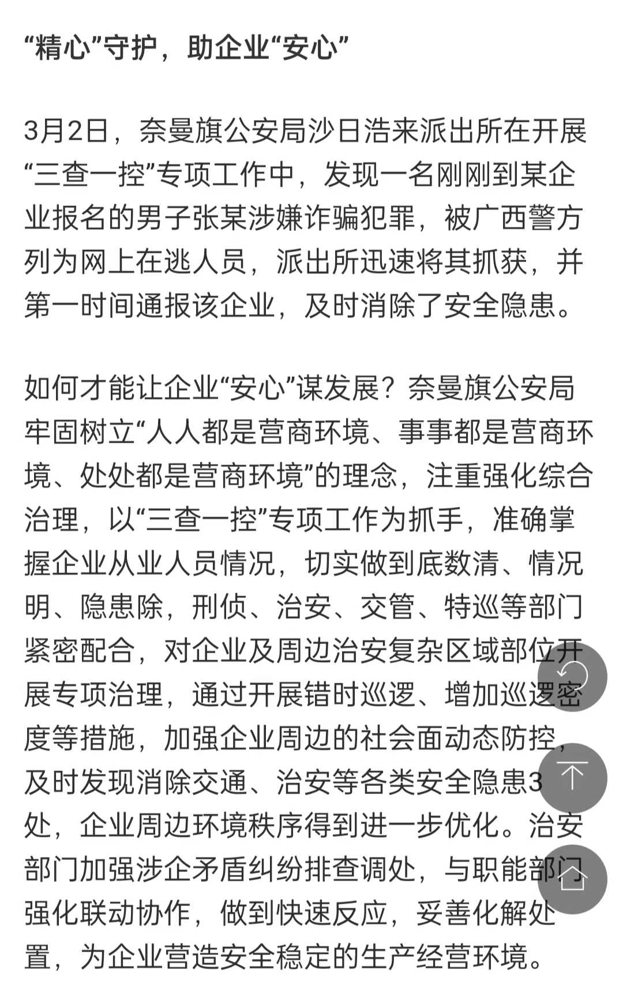 “精心”守护，助企业“安心”
3月2日，奈曼旗公安局沙日浩来派出所在开展
“三查一控”专项工作中，发现一名刚刚到某企
业报名的男子张某涉嫌诈骗犯罪，被广西警方
列为网上在逃人员，派出所迅速将其抓获，并
第一时间通报该企业，及时消除了安全隐患。
如何才能让企业“安心”谋发展？奈曼旗公安局
牢固树立“人人都是营商环境、事事都是营商环
境、处处都是营商环境”的理念，注重强化综合
治理，以“三查一控”专项工作为抓手，准确掌
握企业从业人员情况，切实做到底数清、情况
明、隐患除，刑侦、治安、交管、特巡等部门
紧密配合，对企业及周边治安复杂区域部位开
展专项治理，通过开展错时巡逻、增加巡逻密
度等措施，加强企业周边的社会面动态防控，
及时发现消除交通、治安等各类安全隐患3
处，企业周边环境秩序得到进一步优化。治安
部门加强涉企矛盾纠纷排查调处，与职能部门
强化联动协作，做到快速反应，妥善化解处
置，为企业营造安全稳定的生产经营环境。